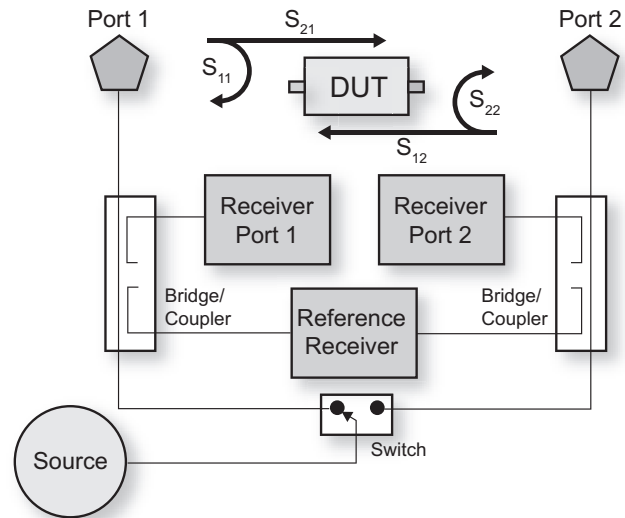 Port 1
Port 2
S21
S11
DUT
S22
S12
Receiver
Port 1
Receiver
Port 2
Bridge/
Coupler
Reference
Receiver
Bridge/
Coupler
Switch
Source